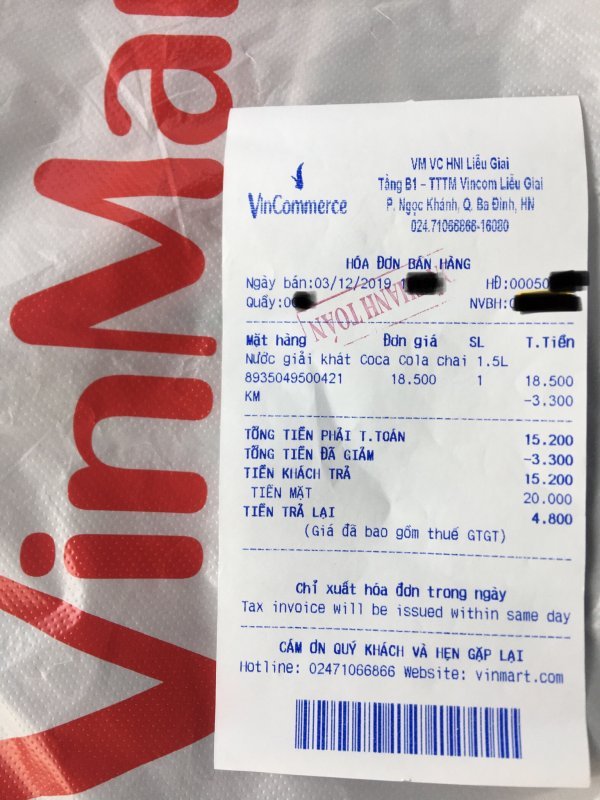 VinMa
VM VC HNI Liễu Giai
Tầng B1 - TTTM Vincom Liễu Giai
P. Ngọc Khánh, Q. Ba Đình, HN
024.71066866-16080
VinCommerce
HÓA ĐƠN BÁN HÀNG
Ngày bán:03/12/2019 HĐ:00050
Quầy:0 NVBH:
THANH TOÁN
Mặt hàng Đơn giá SL T.Tiền
Nước giải khát Coca Cola chai 1.5L
8935049500421 18.500 1 18.500
KM -3.300
TỔNG TIỀN PHẢI T.TOÁN 15.200
TỔNG TIỀN ĐÃ GIẢM -3.300
TIỀN KHÁCH TRẢ 15.200
TIỀN MẶT 20.000
TIỀN TRẢ LẠI 4.800
(Giá đã bao gồm thuế GTGT)
Chỉ xuất hóa đơn trong ngày
Tax invoice will be issued within same day
CẢM ƠN QUÝ KHÁCH VÀ HẸN GẶP LẠI
Hotline: 02471066866 Website: vinmart.com